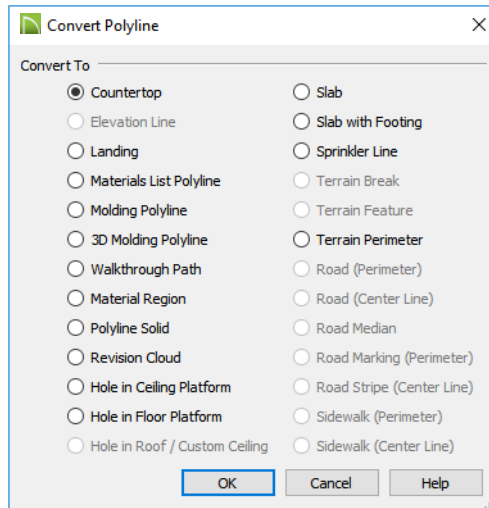 Convert Polyline
Convert To
Countertop
Elevation Line
Landing
Materials List Polyline
Molding Polyline
3D Molding Polyline
Walkthrough Path
Material Region
Polyline Solid
Revision Cloud
Hole in Ceiling Platform
Hole in Floor Platform
Hole in Roof / Custom Ceiling
Slab
Slab with Footing
Sprinkler Line
Terrain Break
Terrain Feature
Terrain Perimeter
Road (Perimeter)
Road (Center Line)
Road Median
Road Marking (Perimeter)
Road Stripe (Center Line)
Sidewalk (Perimeter)
Sidewalk (Center Line)
OK
Cancel
Help